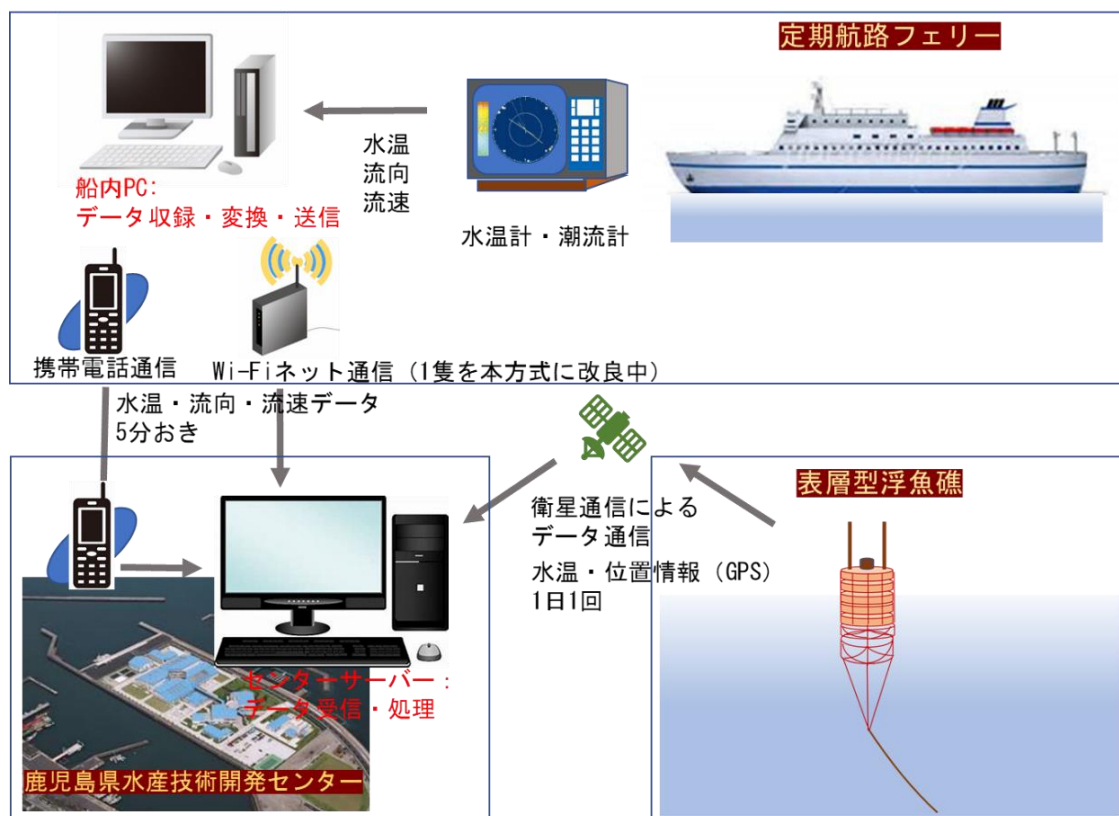 定期航路フェリー
水温
流向
流速
船内PC:
データ収録・変換・送信
水温計・潮流計
携帯電話通信
Wi-Fiネット通信（1隻を本方式に改良中）
水温・流向・流速データ
5分おき
衛星通信による
データ通信
水温・位置情報（GPS）
1日1回
表層型浮魚礁
センターサーバー：
データ受信・処理
鹿児島県水産技術開発センター